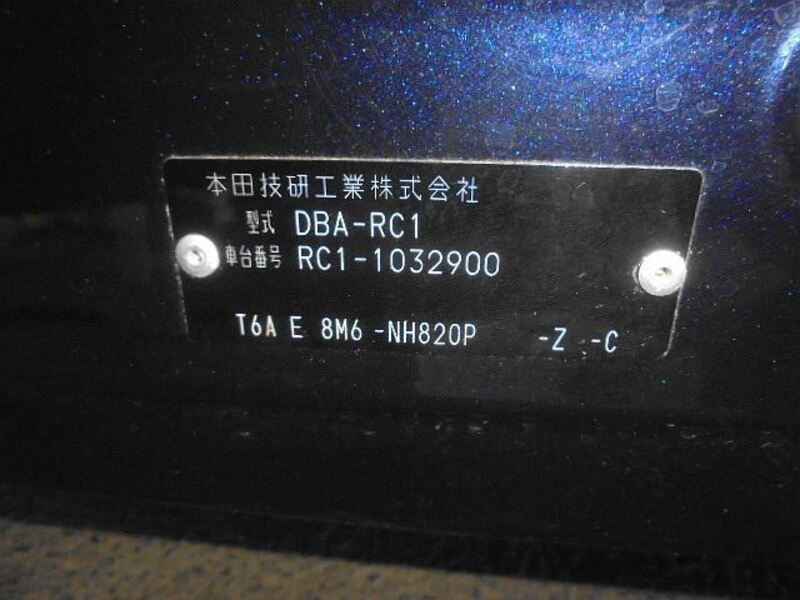 本田技研工業株式会社
型式 DBA-RC1
車台番号 RC1-1032900
T6A E 8M6 -NH820P -Z -C